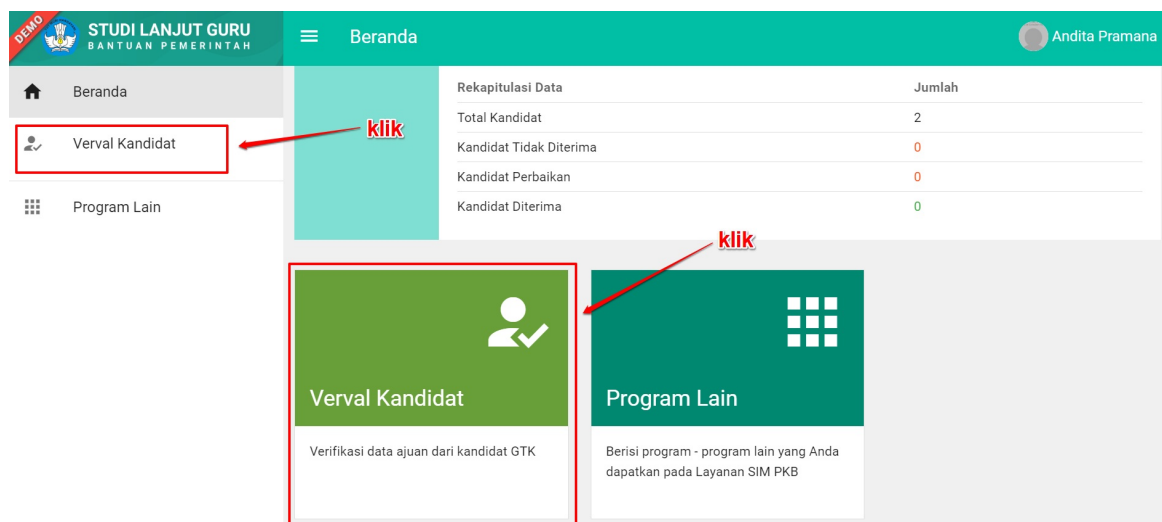 DEMO
STUDI LANJUT GURU
BANTUAN PEMERINTAH
Beranda
Andita Pramana
Beranda
Verval Kandidat
Program Lain
klik
Rekapitulasi Data Jumlah
Total Kandidat 2
Kandidat Tidak Diterima 0
Kandidat Perbaikan 0
Kandidat Diterima 0
klik
Verval Kandidat
Verifikasi data ajuan dari kandidat GTK
Program Lain
Berisi program - program lain yang Anda
dapatkan pada Layanan SIM PKB